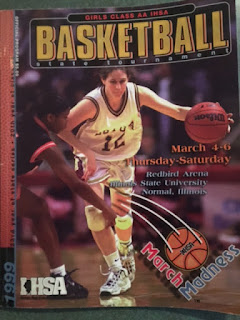 GIRLS CLASS AA IHSA
BASKETBALL
state tournament
12
March 4-6
Thursday-Saturday
Redbird Arena
Illinois State University
Normal, Illinois
March
Madness
IHSA
1999